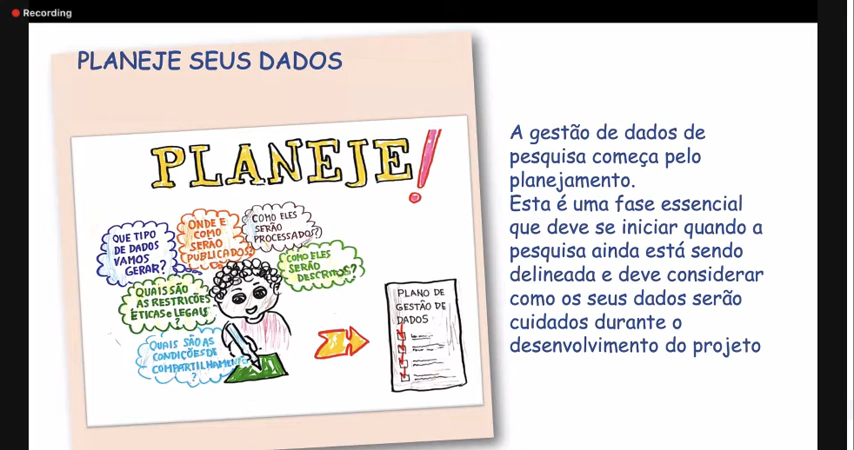 Recording
PLANEJE SEUS DADOS
PLANEJE!
QUE TIPO
DE DADOS
VAMOS
GERAR?
ONDE E
COMO
SERÃO
PUBLICADOS?
COMO ELES
SERÃO
PROCESSADOS?
COMO ELES
SERÃO
DESCRITOS?
QUAIS SÃO
AS RESTRIÇÕES
ÉTICAS E LEGAIS
?
QUAIS SÃO AS
CONDIÇÕES DE
COMPARTILHAMENTO
?
PLANO DE
GESTÃO DE
DADOS
A gestão de dados de
pesquisa começa pelo
planejamento.
Esta é uma fase essencial
que deve se iniciar quando a
pesquisa ainda está sendo
delineada e deve considerar
como os seus dados serão
cuidados durante o
desenvolvimento do projeto